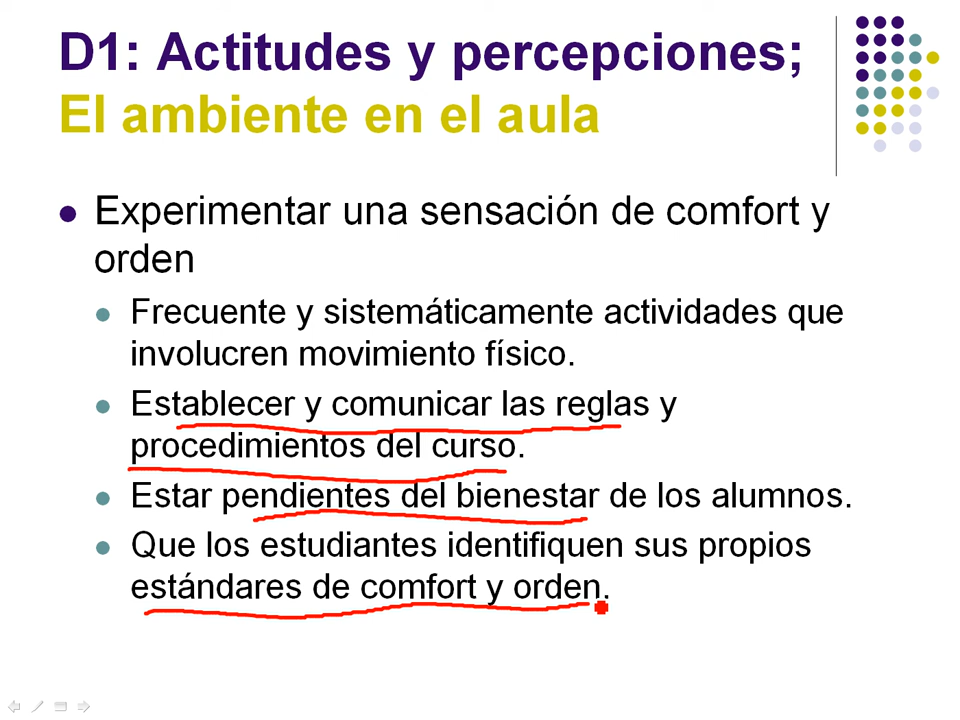 D1: Actitudes y percepciones;
El ambiente en el aula
Experimentar una sensación de comfort y
orden
Frecuente y sistemáticamente actividades que
involucren movimiento físico.
Establecer y comunicar las reglas y
procedimientos del curso.
Estar pendientes del bienestar de los alumnos.
Que los estudiantes identifiquen sus propios
estándares de comfort y orden.